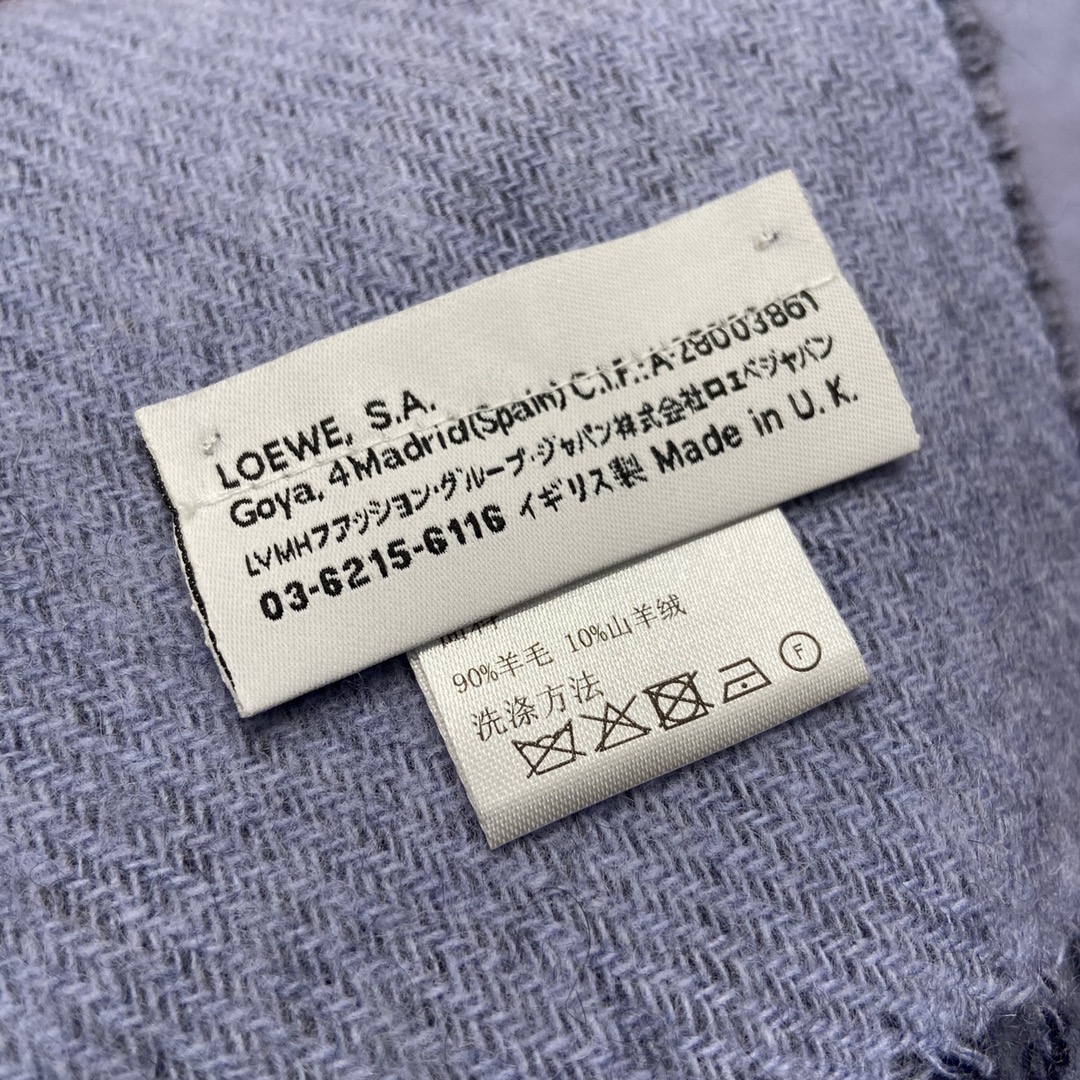 LOEWE, S.A.
Goya, 4 Madrid(Spain) C.I.F.: A-28003861
LVMHファッション・グループ・ジャパン株式会社ロエベジャパン
03-6215-6116 イギリス製 Made in U.K.
90%羊毛 10%山羊绒
洗涤方法
F